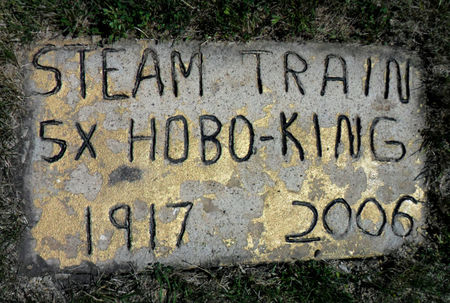 STEAM TRAIN
5X HOBO-KING
1917 2006